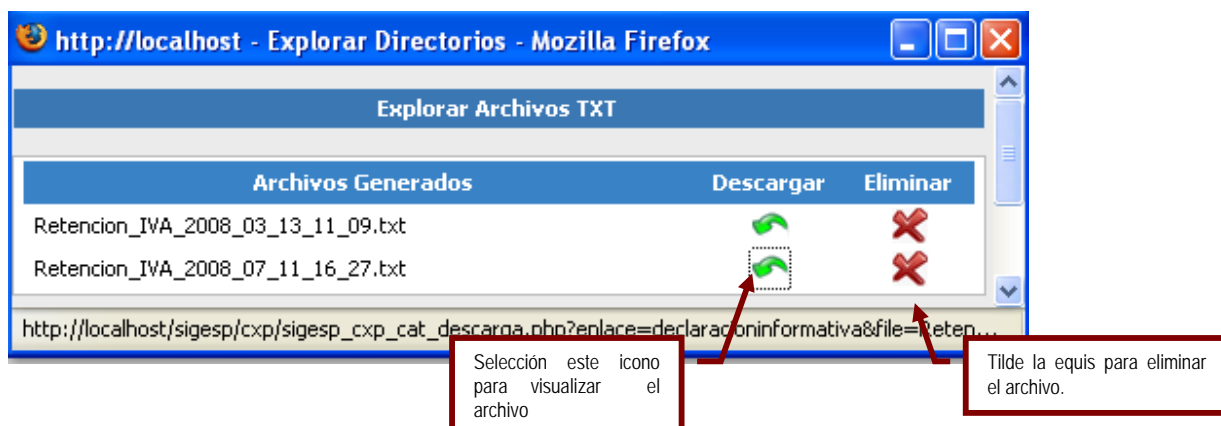 http://localhost - Explorar Directorios - Mozilla Firefox
Explorar Archivos TXT
Archivos Generados Descargar Eliminar
Retencion_IVA_2008_03_13_11_09.txt
Retencion_IVA_2008_07_11_16_27.txt
http://localhost/sigesp/cxp/sigesp_cxp_cat_descarga.php?enlace=declaracioninformativa&file=Reten...
Selección este icono
para visualizar el
archivo
Tilde la equis para eliminar
el archivo.